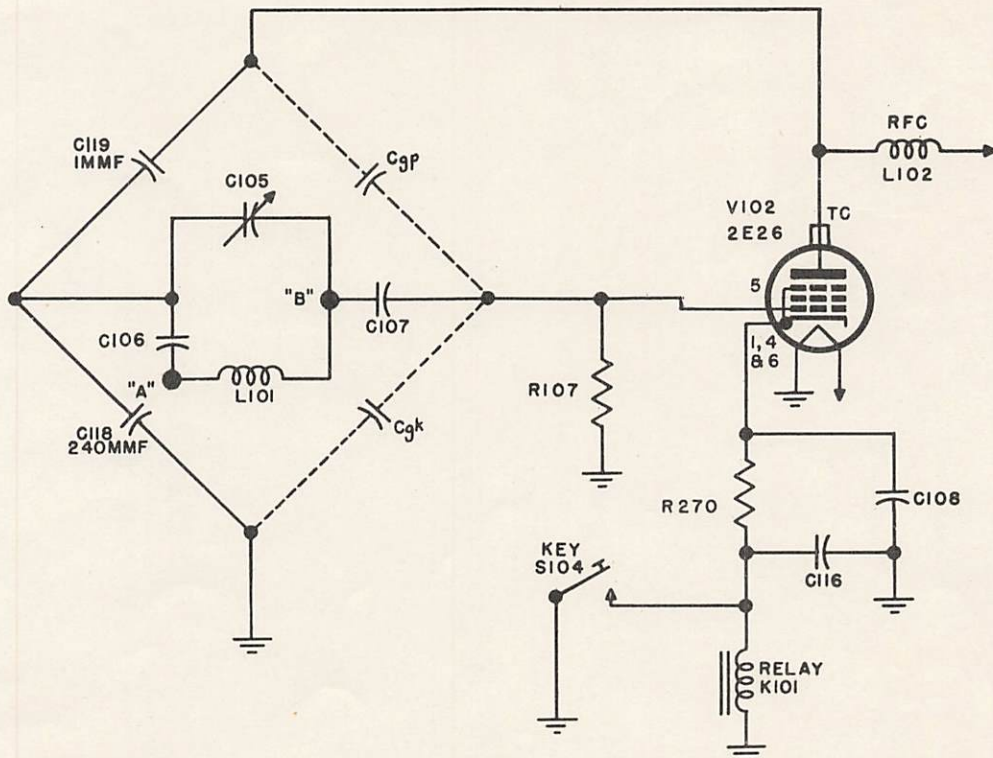 C119
1MMF
Cgp
C105
RFC
L102
V102
2E26
TC
5
"B"
C107
C106
"A"
L101
1, 4
&6
R107
C118
240MMF
Cgk
R270
C108
KEY
S104
C116
RELAY
K101